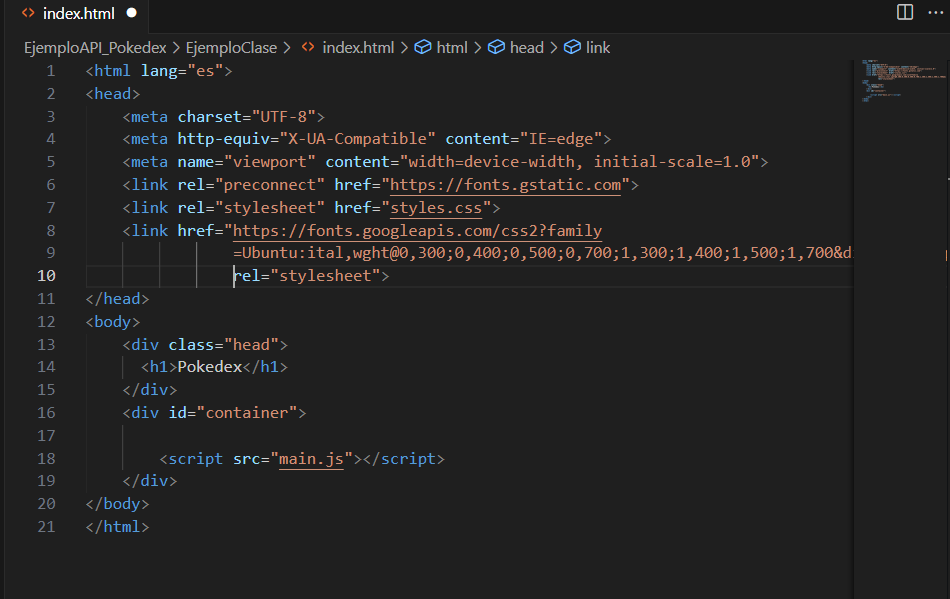 index.html
EjemploAPI_Pokedex > EjemploClase > index.html > html > head > link
1 <html lang="es">
2 <head>
3 <meta charset="UTF-8">
4 <meta http-equiv="X-UA-Compatible" content="IE=edge">
5 <meta name="viewport" content="width=device-width, initial-scale=1.0">
6 <link rel="preconnect" href="https://fonts.gstatic.com">
7 <link rel="stylesheet" href="styles.css">
8 <link href="https://fonts.googleapis.com/css2?family
9 =Ubuntu:ital,wght@0,300;0,400;0,500;0,700;1,300;1,400;1,500;1,700&d
10 rel="stylesheet">
11 </head>
12 <body>
13 <div class="head">
14 <h1>Pokedex</h1>
15 </div>
16 <div id="container">
17
18 <script src="main.js"></script>
19 </div>
20 </body>
21 </html>